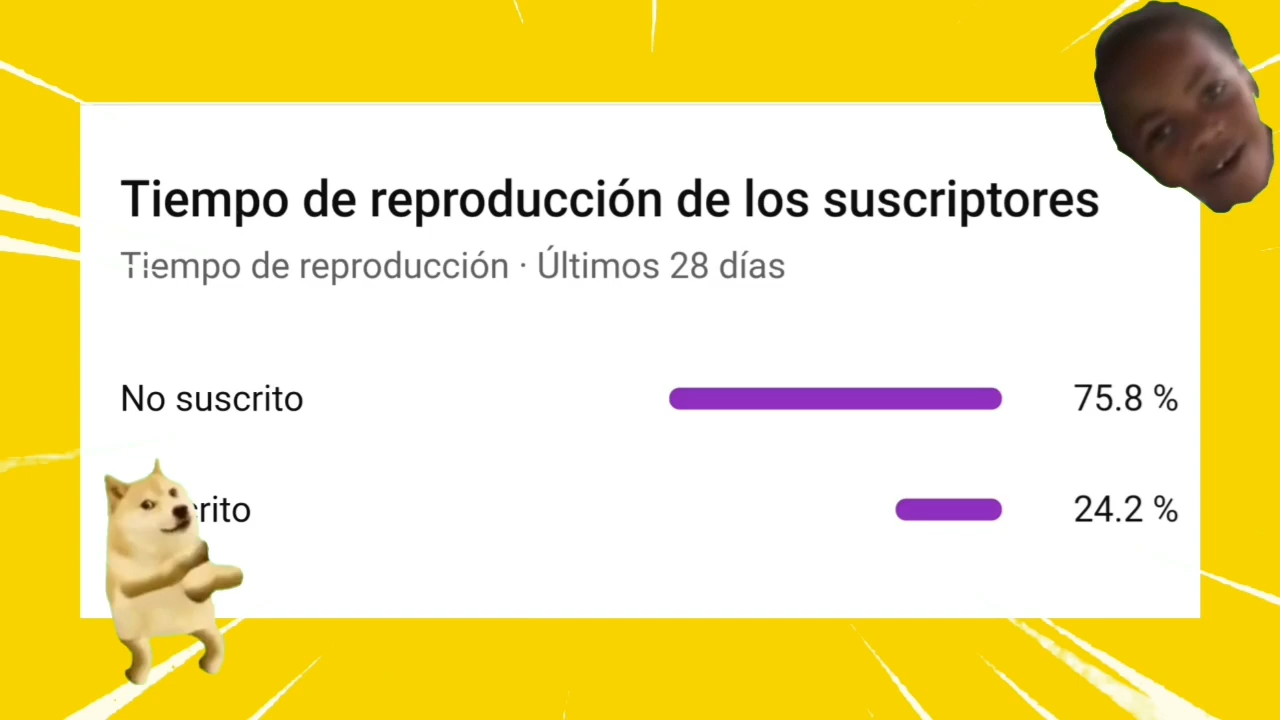 Tiempo de reproducción de los suscriptores
Tiempo de reproducción · Últimos 28 días
No suscrito 75.8 %
24.2 %